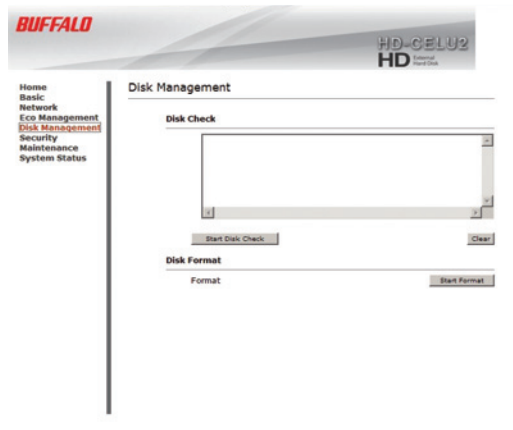 BUFFALO
HD-CELU2
HD External Hard Disk
Home
Basic
Network
Eco Management
Disk Management
Security
Maintenance
System Status
Disk Management
Disk Check
Start Disk Check
Clear
Disk Format
Format
Start Format